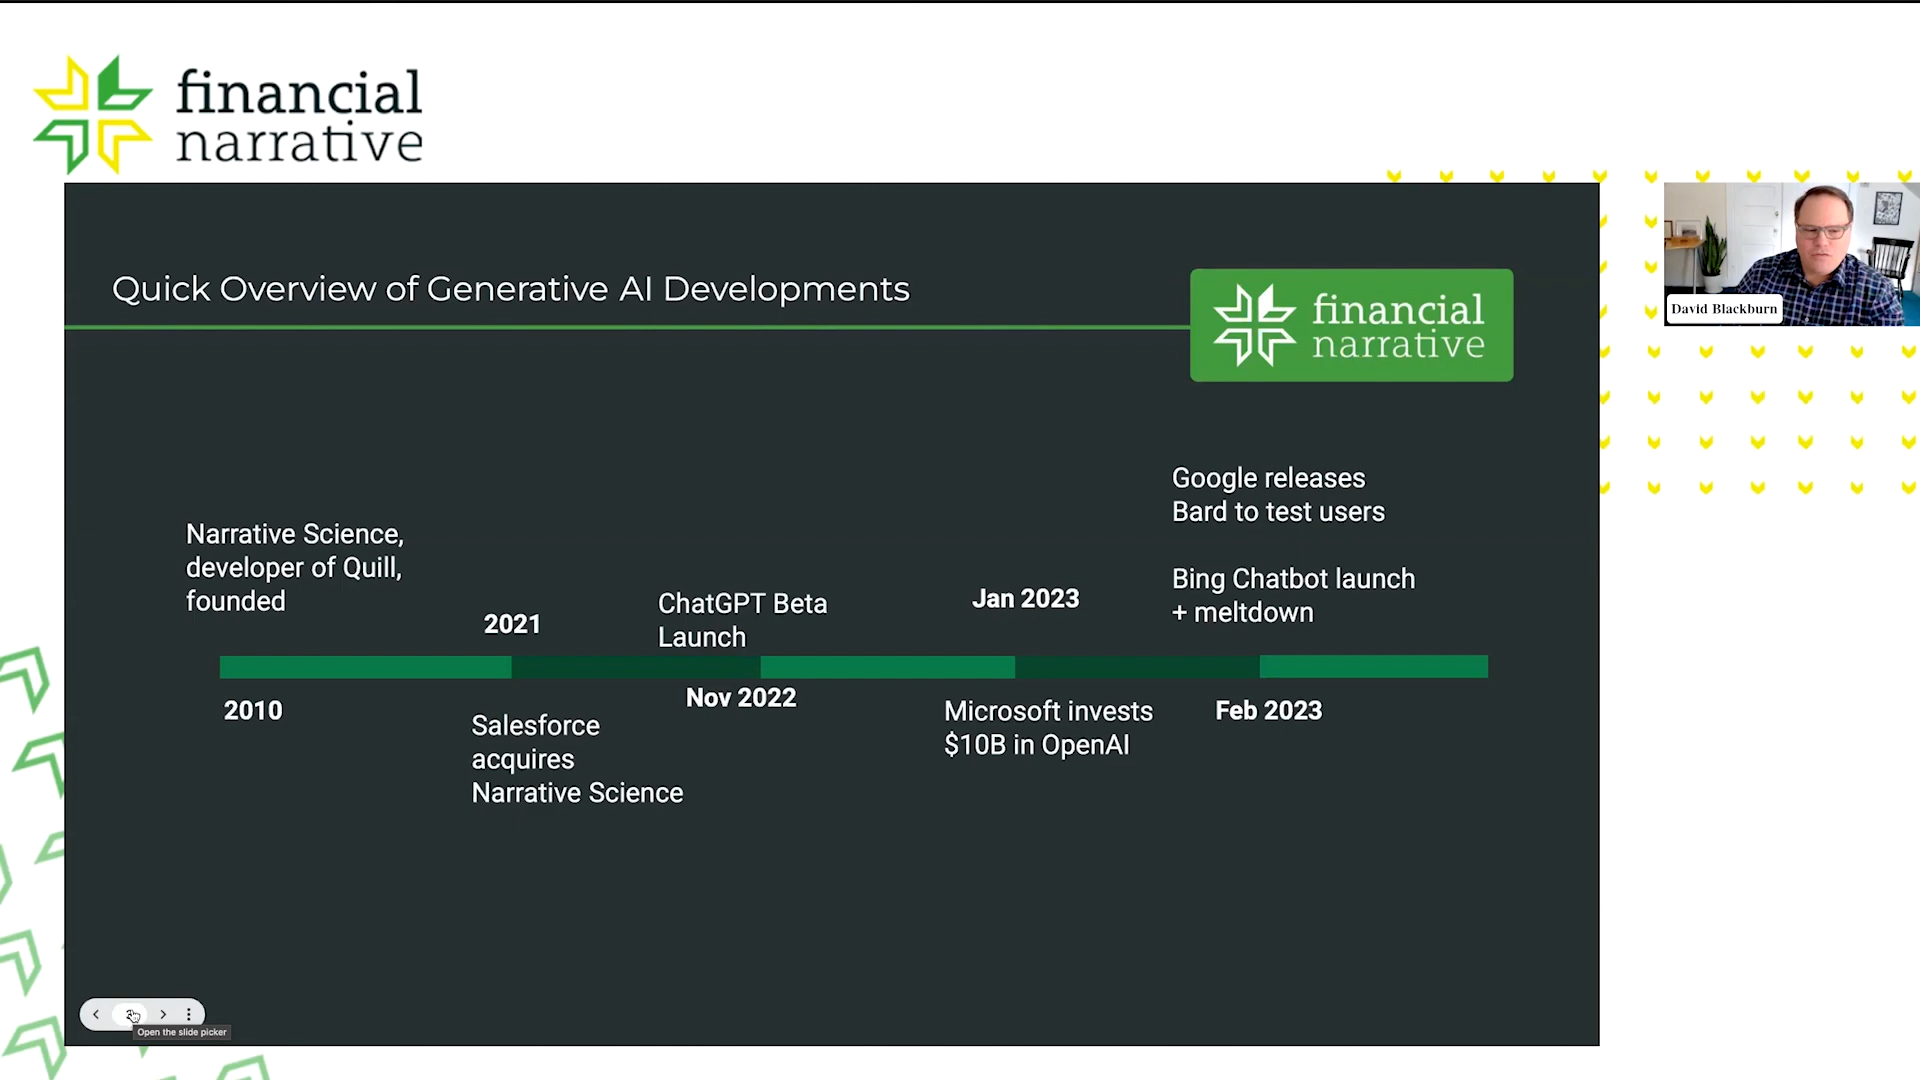 financial
narrative
Quick Overview of Generative AI Developments
financial
narrative
David Blackburn
Narrative Science,
developer of Quill,
founded
2010
2021
Salesforce
acquires
Narrative Science
ChatGPT Beta
Launch
Nov 2022
Jan 2023
Microsoft invests
$10B in OpenAI
Google releases
Bard to test users
Bing Chatbot launch
+ meltdown
Feb 2023
Open the slide picker